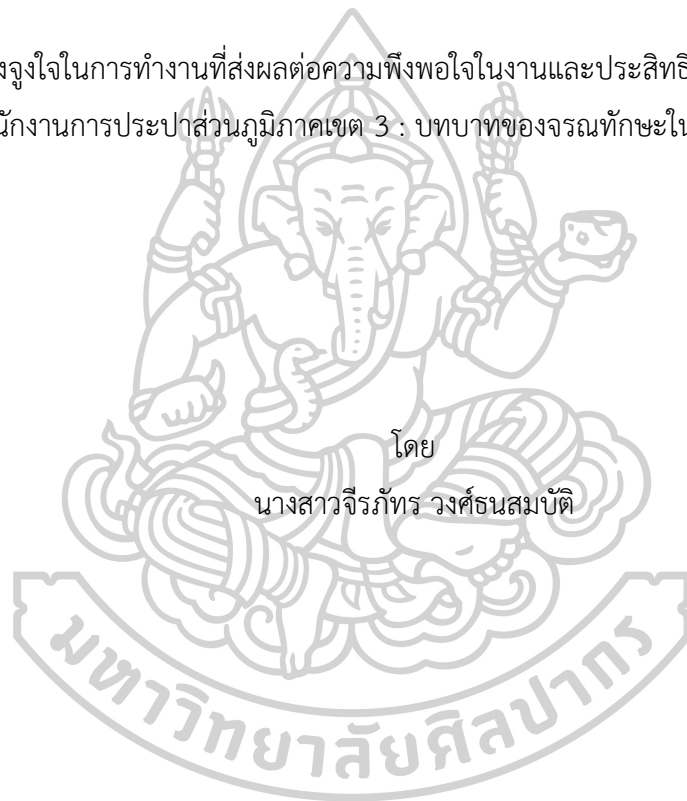 งจูงใจในการทำงานที่ส่งผลต่อความพึงพอใจในงานและประสิทธิ
นักงานการประปาส่วนภูมิภาคเขต 3 : บทบาทของจรณทักษะใน
โดย
นางสาวจีรภัทร วงศ์ธนสมบัติ
มหาวิทยาลัยศิลปากร